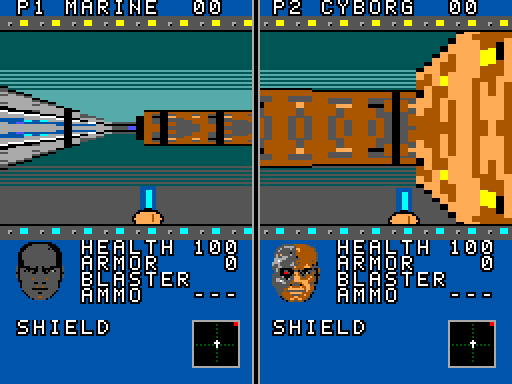 P1 MARINE 00
P2 CYBORG 00
HEALTH 100
ARMOR 0
BLASTER
AMMO ---
SHIELD
HEALTH 100
ARMOR 0
BLASTER
AMMO ---
SHIELD